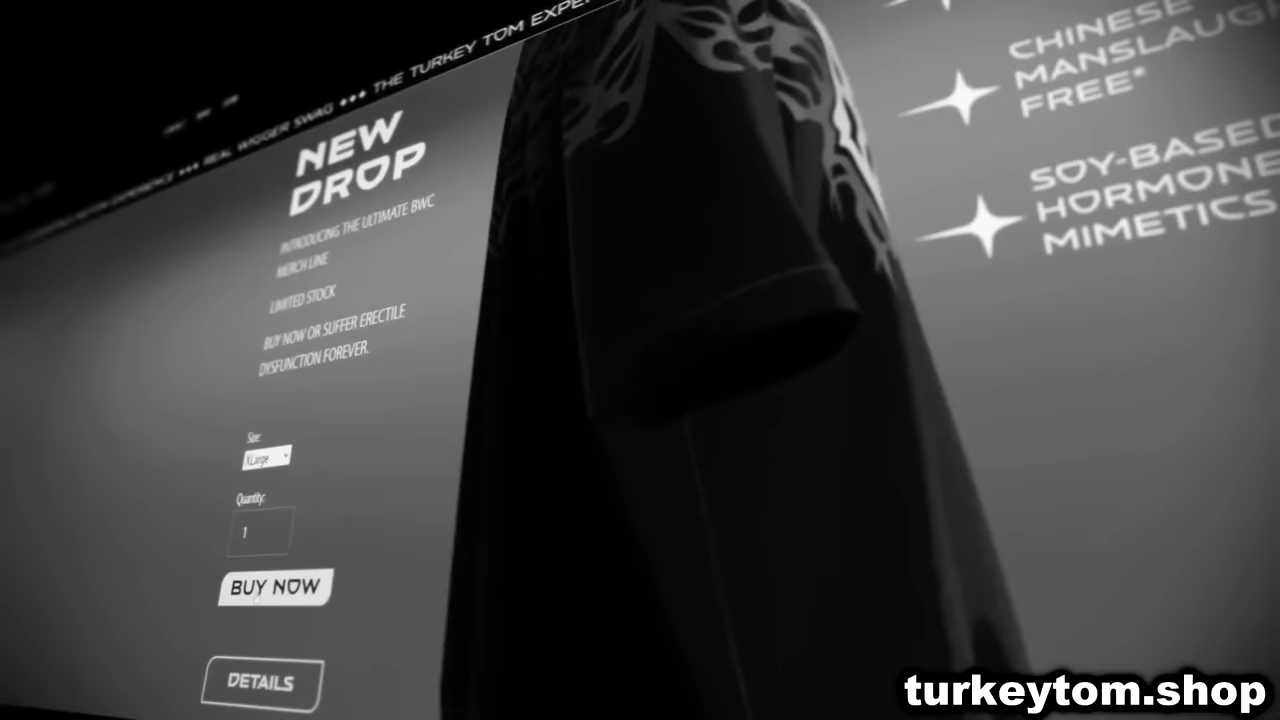 THE TURKEY TOM EXPE
REAL WIGGER SWAG
NEW
DROP
INTRODUCING THE ULTIMATE BWC
MERCH LINE
LIMITED STOCK
BUY NOW OR SUFFER ERECTILE
DYSFUNCTION FOREVER.
Size:
XLarge
Quantity:
1
BUY NOW
DETAILS
CHINESE
MANSLAUGH
FREE*
SOY-BASED
HORMONE
MIMETICS
turkeytom.shop